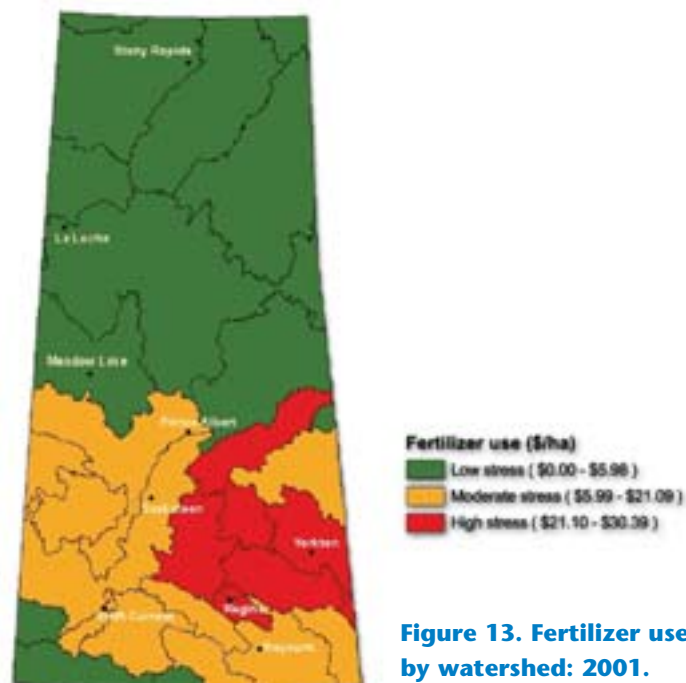 Stony Rapids
La Loche
Meadow Lake
Prince Albert
Saskatoon
Yorkton
Swift Current
Regina
Weyburn
Fertilizer use ($/ha)
Low stress ( $0.00 - $5.98 )
Moderate stress ( $5.99 - $21.09 )
High stress ( $21.10 - $30.39 )
Figure 13. Fertilizer use
by watershed: 2001.